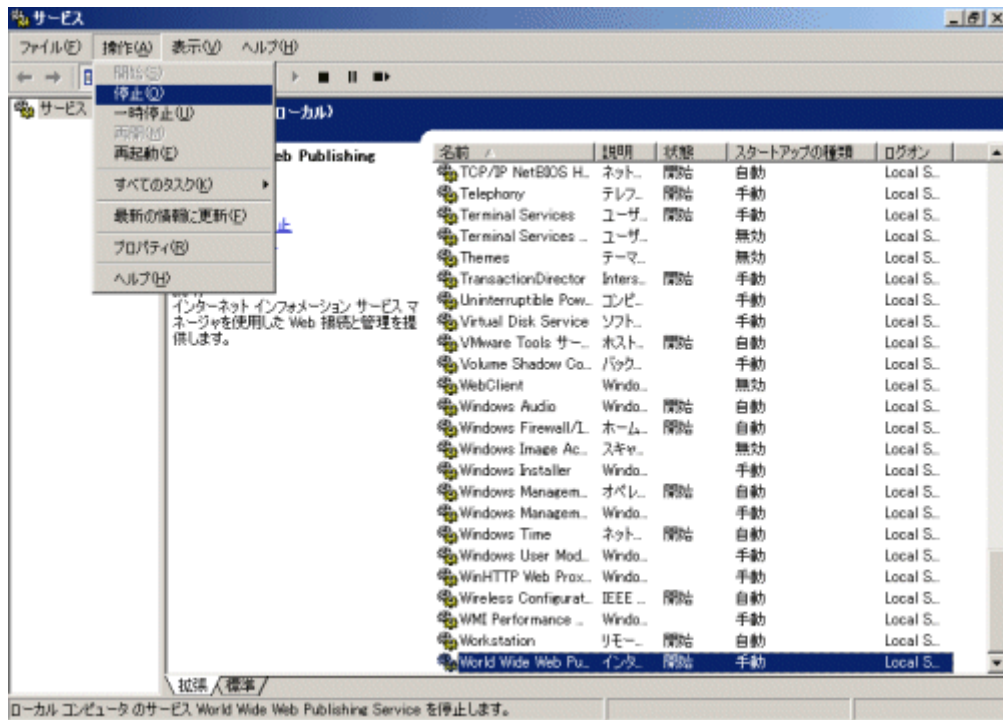 サービス
ファイル(F) 操作(A) 表示(V) ヘルプ(H)
開始(S)
停止(O)
一時停止(U)
再開(M)
再起動(E)
すべてのタスク(K)
最新の情報に更新(F)
プロパティ(R)
ヘルプ(H)
サービス
ローカル)
eb Publishing
止
インターネット インフォメーション サービス マ
ネージャを使用した Web 接続と管理を提
供します。
名前 説明 状態 スタートアップの種類 ログオン
TCP/IP NetBIOS H... ネット... 開始 自動 Local S...
Telephony テレフ... 開始 手動 Local S...
Terminal Services ユーザ... 開始 手動 Local S...
Terminal Services ... ユーザ... 無効 Local S...
Themes テーマ... 無効 Local S...
TransactionDirector Inters... 開始 手動 Local S...
Uninterruptible Pow... コンピ... 手動 Local S...
Virtual Disk Service ソフト... 手動 Local S...
VMware Tools サー... ホスト... 開始 自動 Local S...
Volume Shadow Co... バック... 手動 Local S...
WebClient Windo... 無効 Local S...
Windows Audio Windo... 開始 自動 Local S...
Windows Firewall/I... ホーム... 開始 自動 Local S...
Windows Image Ac... スキャ... 無効 Local S...
Windows Installer Windo... 手動 Local S...
Windows Managem... オペレ... 開始 自動 Local S...
Windows Managem... Windo... 手動 Local S...
Windows Time ネット... 開始 自動 Local S...
Windows User Mod... Windo... 手動 Local S...
WinHTTP Web Prox... Windo... 手動 Local S...
Wireless Configurat... IEEE ... 開始 自動 Local S...
WMI Performance ... Windo... 手動 Local S...
Workstation リモー... 開始 自動 Local S...
World Wide Web Pu... インタ... 開始 手動 Local S...
拡張 標準
ローカル コンピュータ のサービス World Wide Web Publishing Service を停止します。